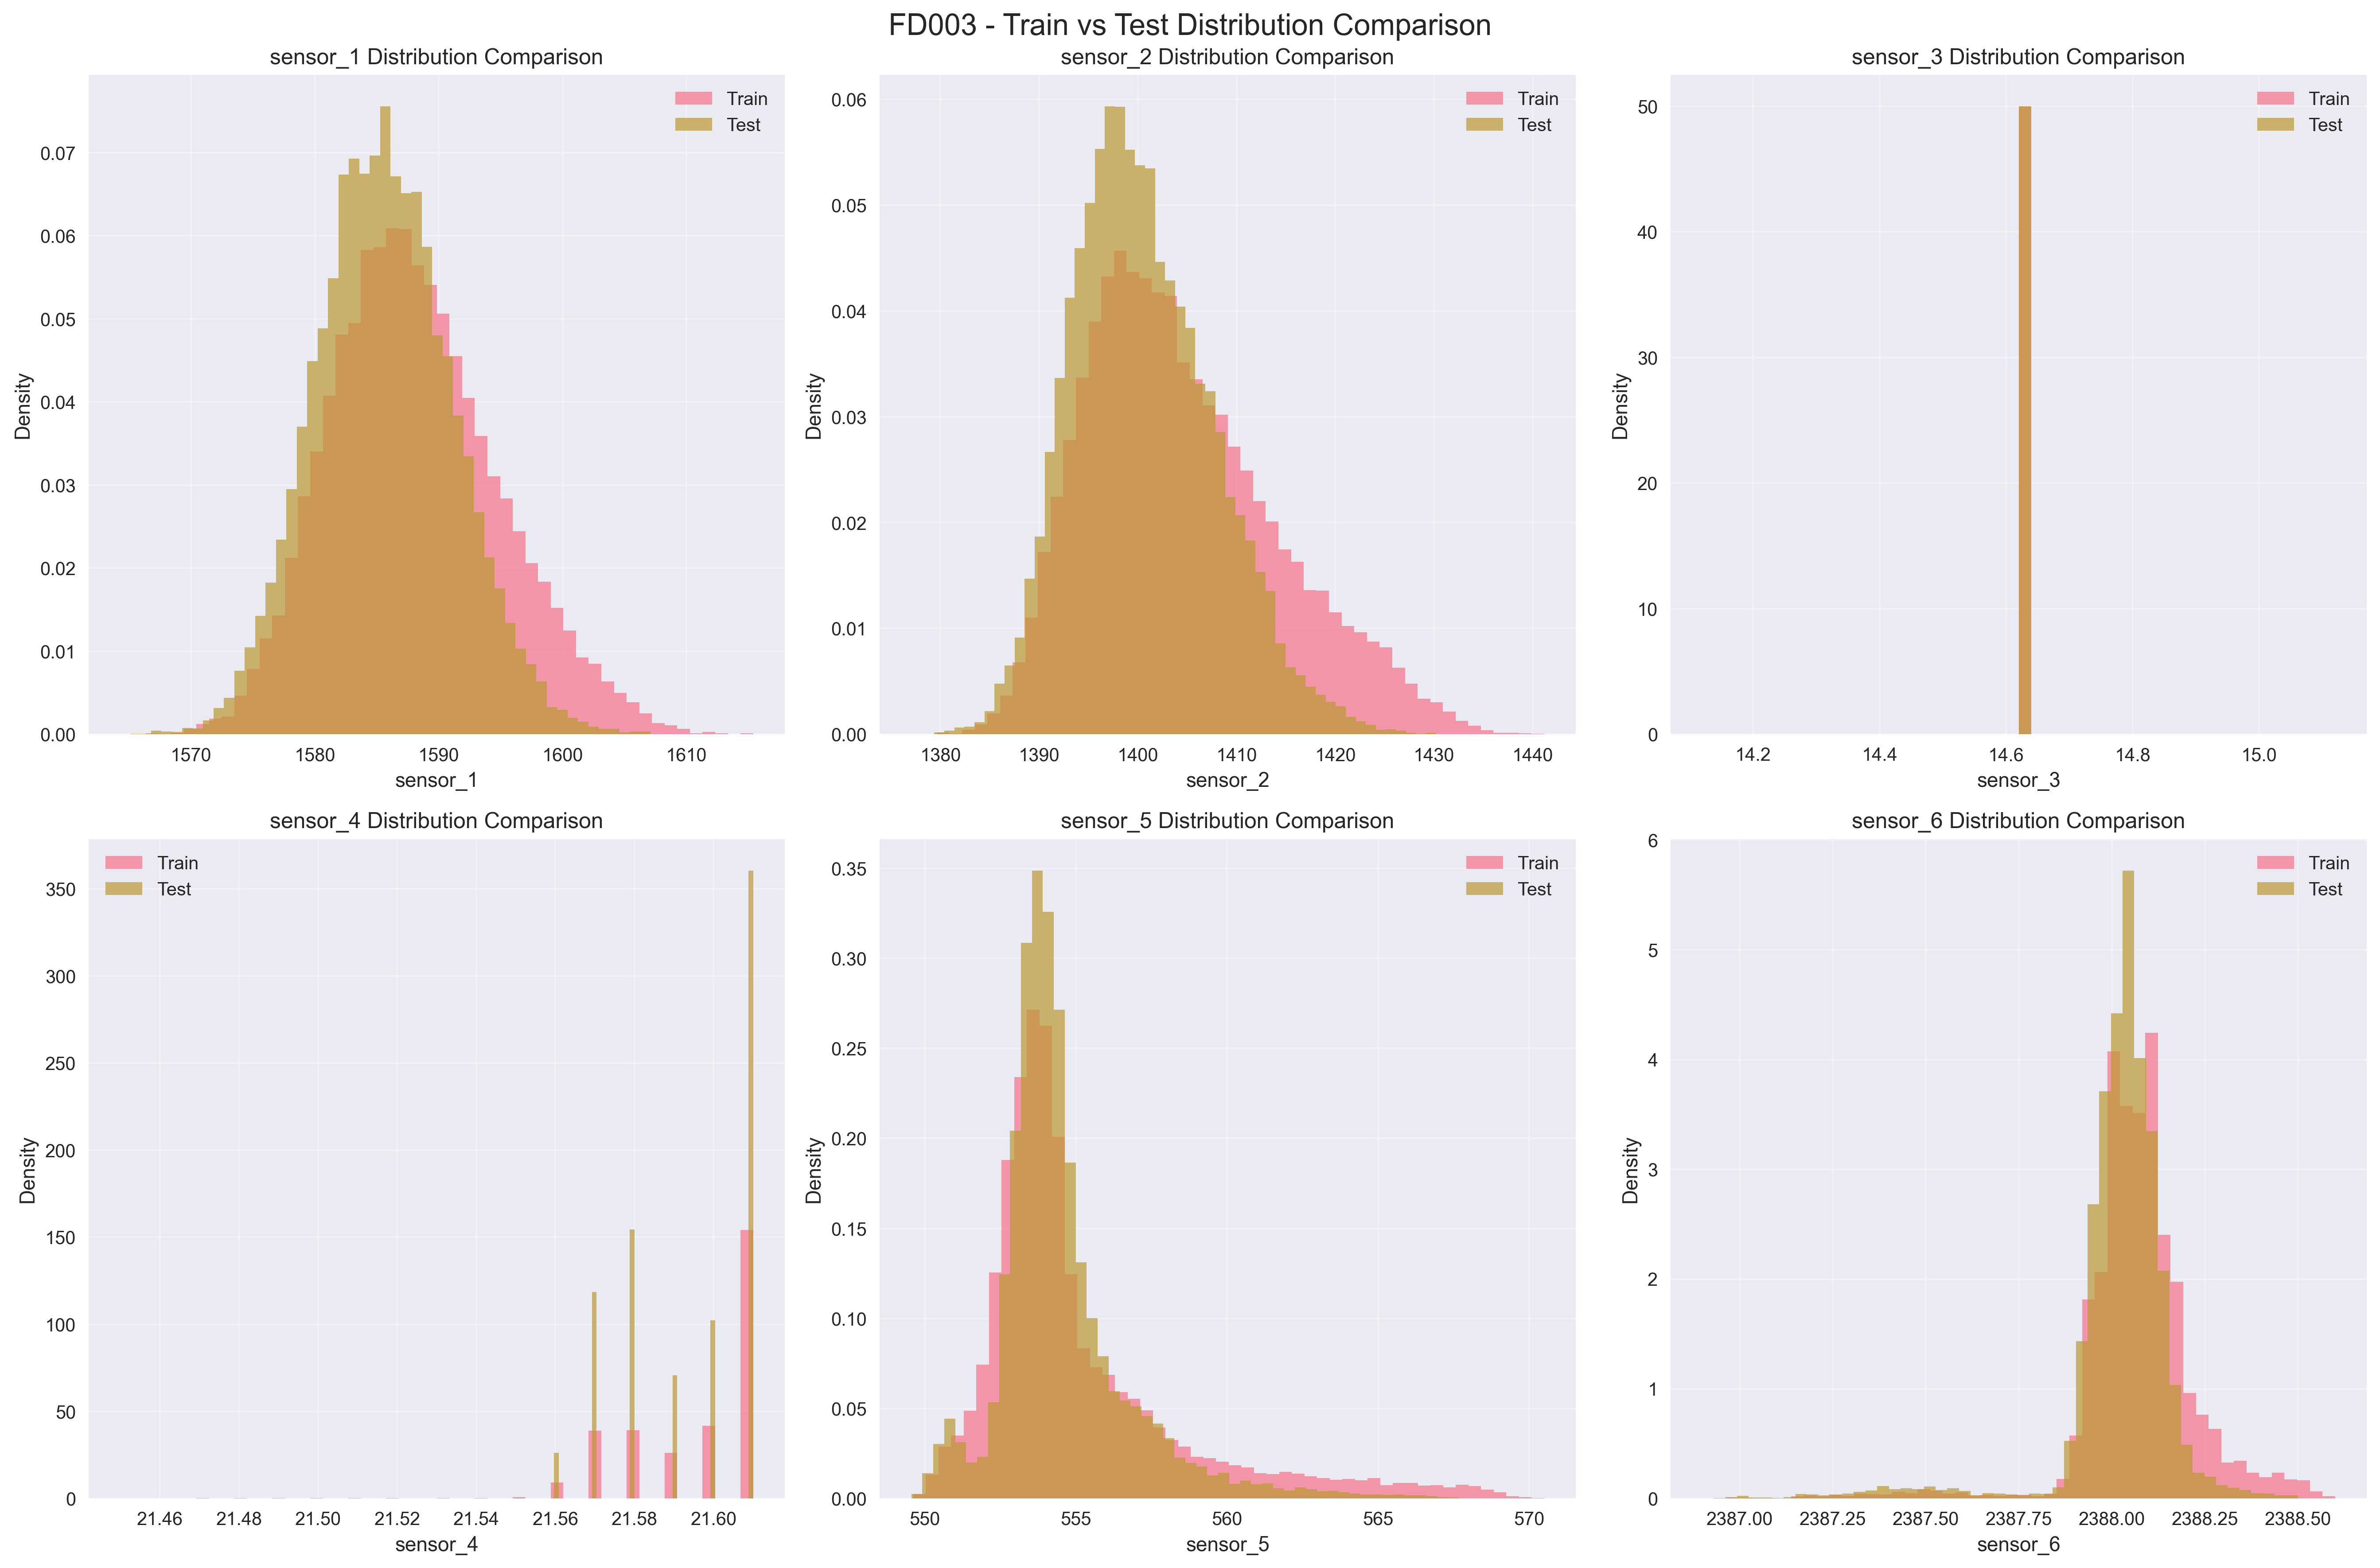 FD003 - Train vs Test Distribution Comparison
sensor_1 Distribution Comparison
Train
Test
Density
0.07
0.06
0.05
0.04
0.03
0.02
0.01
0.00
1570 1580 1590 1600 1610
sensor_1
sensor_2 Distribution Comparison
Train
Test
Density
0.06
0.05
0.04
0.03
0.02
0.01
0.00
1380 1390 1400 1410 1420 1430 1440
sensor_2
sensor_3 Distribution Comparison
Train
Test
Density
50
40
30
20
10
0
14.2 14.4 14.6 14.8 15.0
sensor_3
sensor_4 Distribution Comparison
Train
Test
Density
350
300
250
200
150
100
50
0
21.46 21.48 21.50 21.52 21.54 21.56 21.58 21.60
sensor_4
sensor_5 Distribution Comparison
Train
Test
Density
0.35
0.30
0.25
0.20
0.15
0.10
0.05
0.00
550 555 560 565 570
sensor_5
sensor_6 Distribution Comparison
Train
Test
Density
6
5
4
3
2
1
0
2387.00 2387.25 2387.50 2387.75 2388.00 2388.25 2388.50
sensor_6